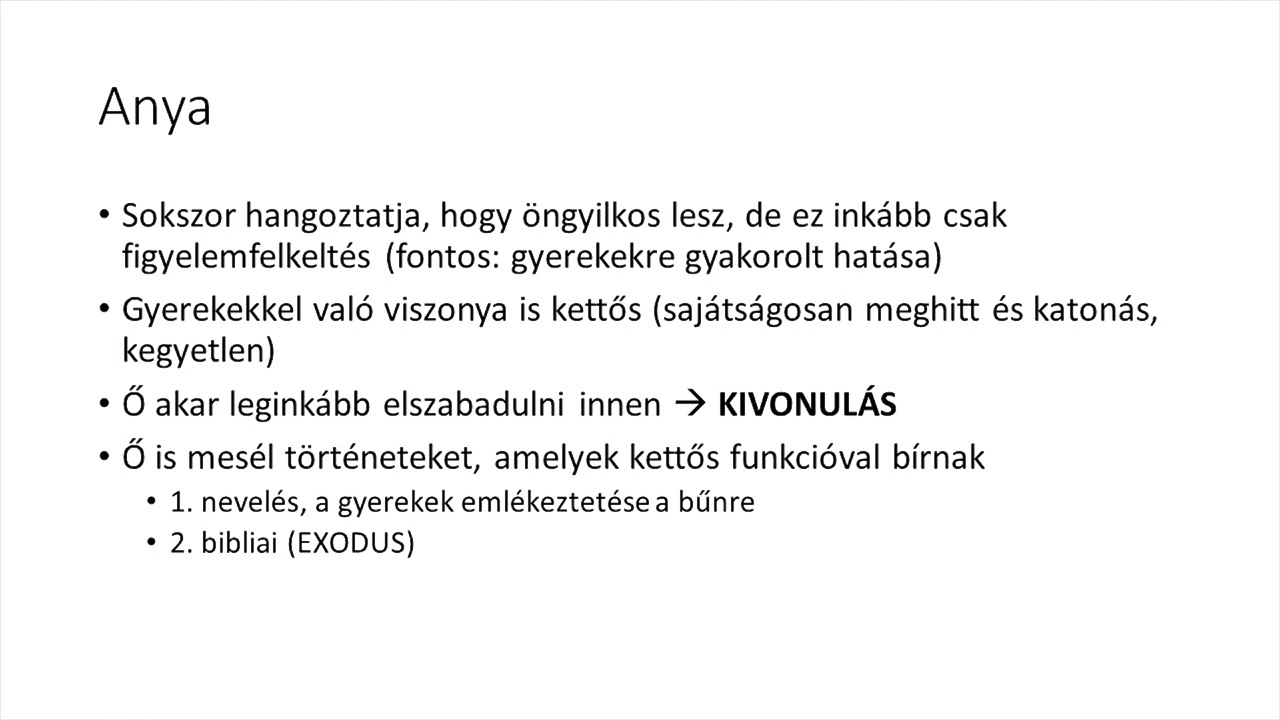 Anya
• Sokszor hangoztatja, hogy öngyilkos lesz, de ez inkább csak
figyelemfelkeltés (fontos: gyerekekre gyakorolt hatása)
• Gyerekekkel való viszonya is kettős (sajátságosan meghitt és katonás,
kegyetlen)
• Ő akar leginkább elszabadulni innen → KIVONULÁS
• Ő is mesél történeteket, amelyek kettős funkcióval bírnak
• 1. nevelés, a gyerekek emlékeztetése a bűnre
• 2. bibliai (EXODUS)